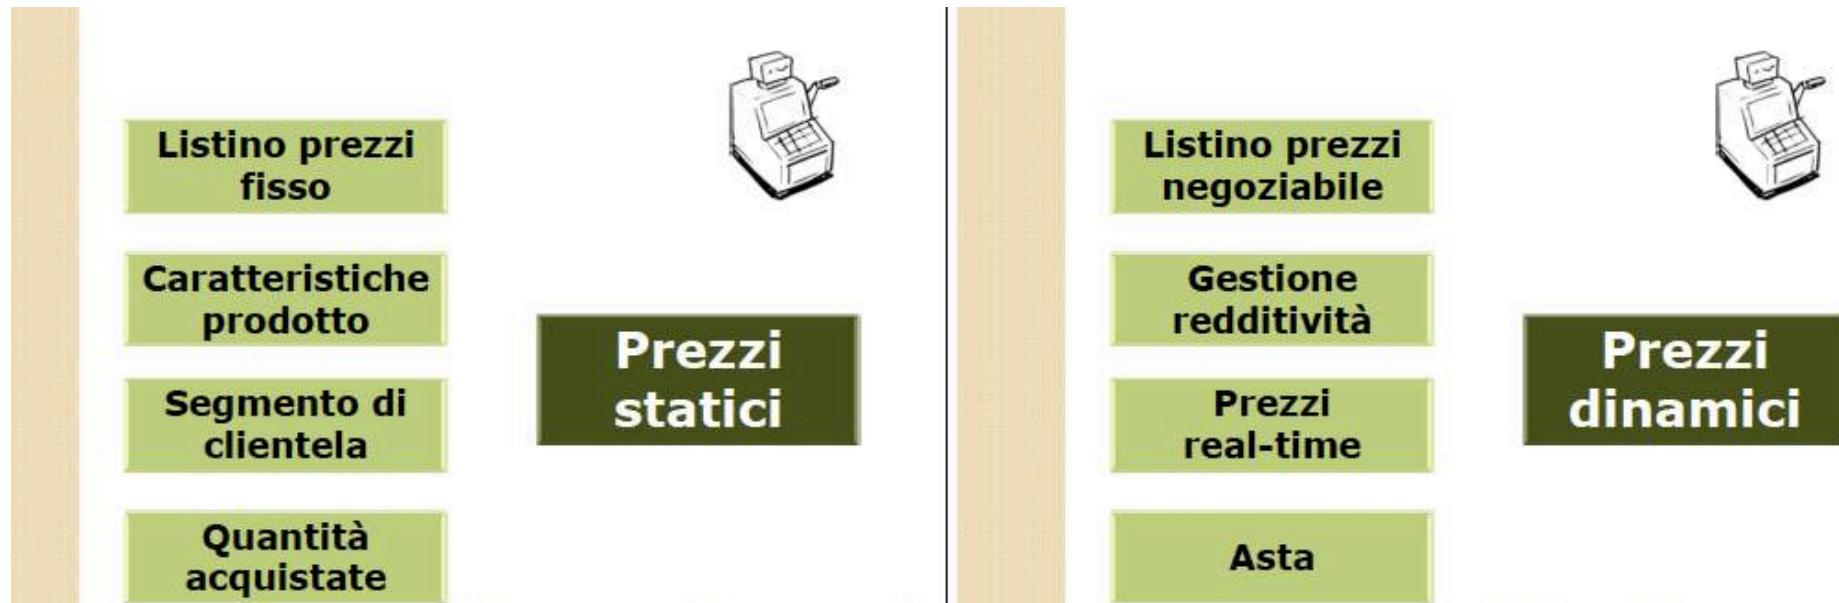 Listino prezzi
fisso
Caratteristiche
prodotto
Segmento di
clientela
Quantità
acquistate
Prezzi
statici
Listino prezzi
negoziabile
Gestione
redditività
Prezzi
real-time
Asta
Prezzi
dinamici